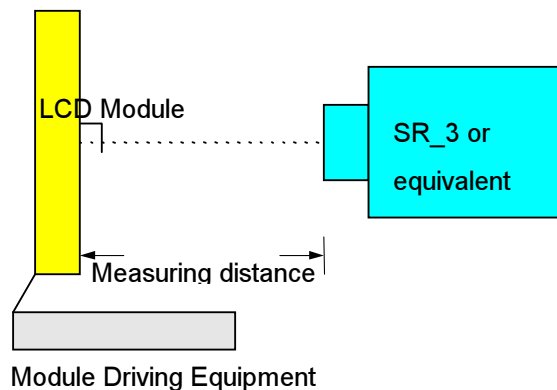 LCD Module
SR_3 or
equivalent
Measuring distance
Module Driving Equipment